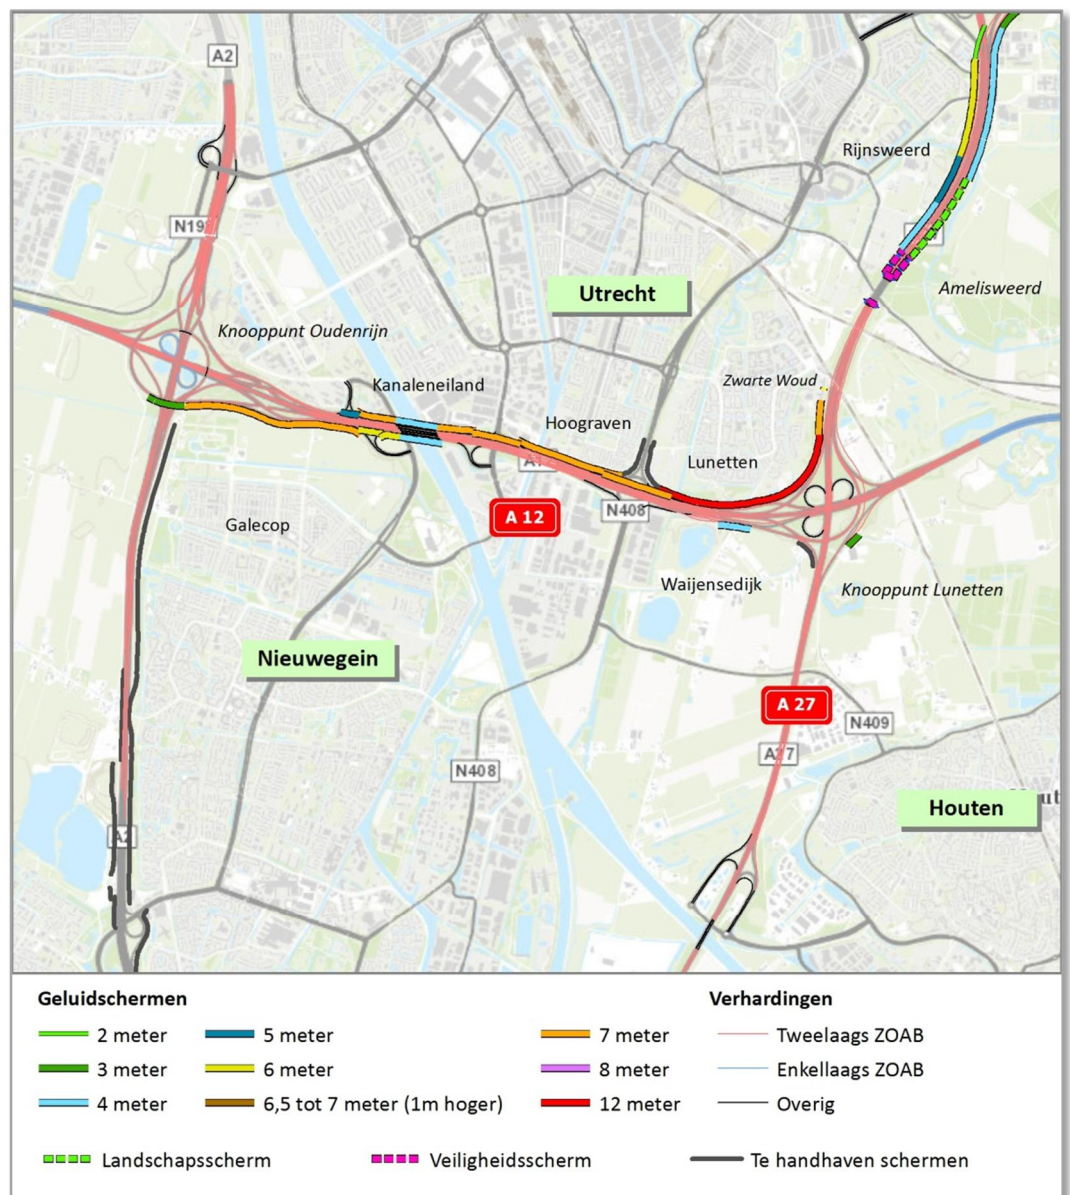 A2
Rijnsweerd
N19
Utrecht
Amelisweerd
Knooppunt Oudenrijn
Kanaleneiland
Zwarte Woud
Hoograven
Lunetten
A 12
N408
Galecop
Waijensedijk
Knooppunt Lunetten
Nieuwegein
A 27
N409
A27
N408
Houten
A2
Geluidschermen
Verhardingen
2 meter 5 meter 7 meter Tweelaags ZOAB
3 meter 6 meter 8 meter Enkellaags ZOAB
4 meter 6,5 tot 7 meter (1m hoger) 12 meter Overig
Landschapsscherm Veiligheidsscherm Te handhaven schermen